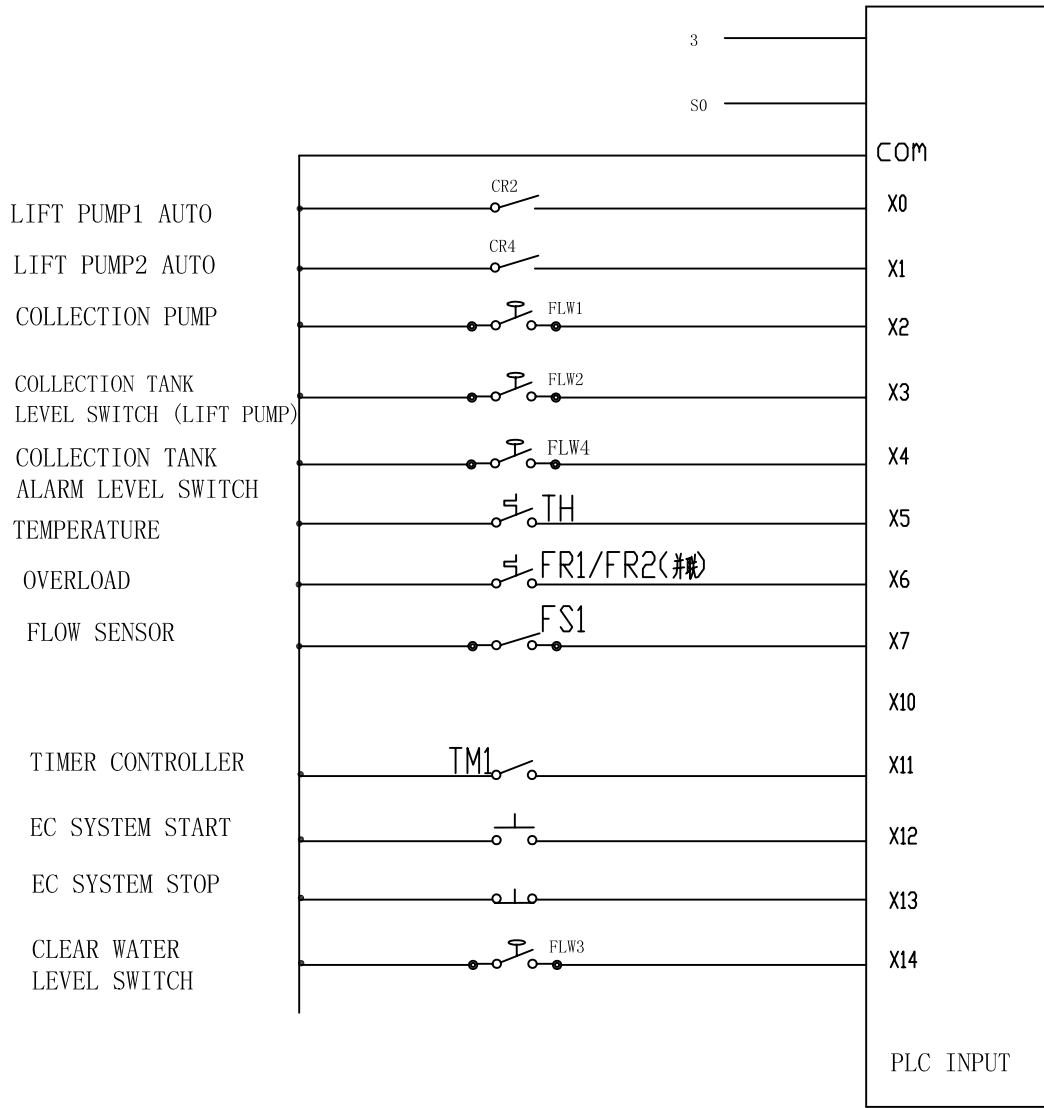 3
S0
COM
CR2
X0
LIFT PUMP1 AUTO
CR4
X1
LIFT PUMP2 AUTO
COLLECTION PUMP
FLW1
X2
COLLECTION TANK
LEVEL SWITCH (LIFT PUMP)
FLW2
X3
COLLECTION TANK
ALARM LEVEL SWITCH
FLW4
X4
TEMPERATURE
TH
X5
OVERLOAD
FR1/FR2(并联)
X6
FLOW SENSOR
FS1
X7
X10
TIMER CONTROLLER
TM1
X11
EC SYSTEM START
X12
EC SYSTEM STOP
X13
CLEAR WATER
LEVEL SWITCH
FLW3
X14
PLC INPUT